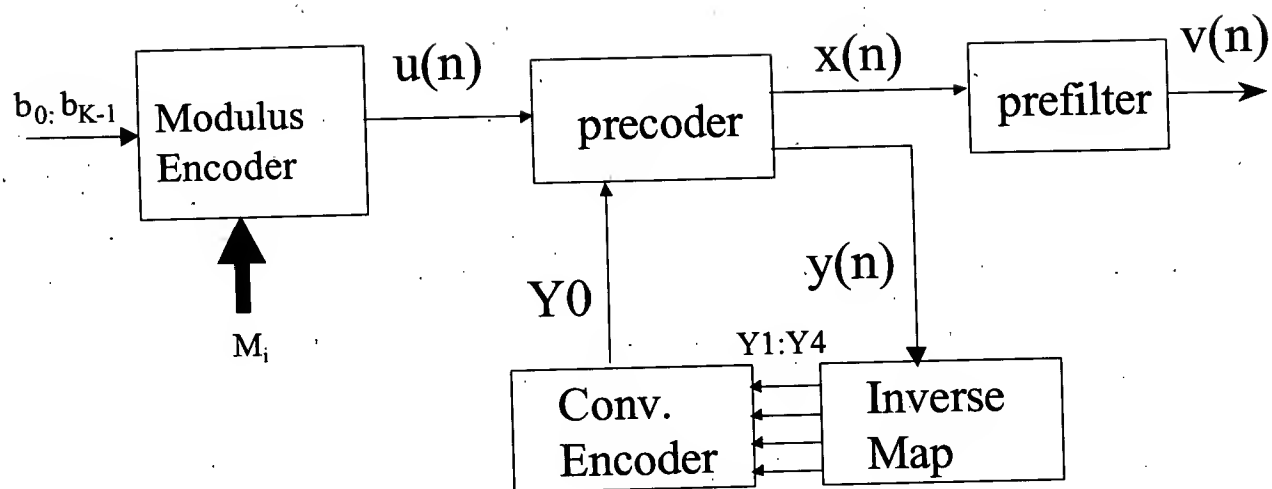 b0: bK-1
Modulus
Encoder
Mi
u(n)
precoder
x(n)
prefilter
v(n)
y(n)
Y0
Y1:Y4
Conv.
Encoder
Inverse
Map